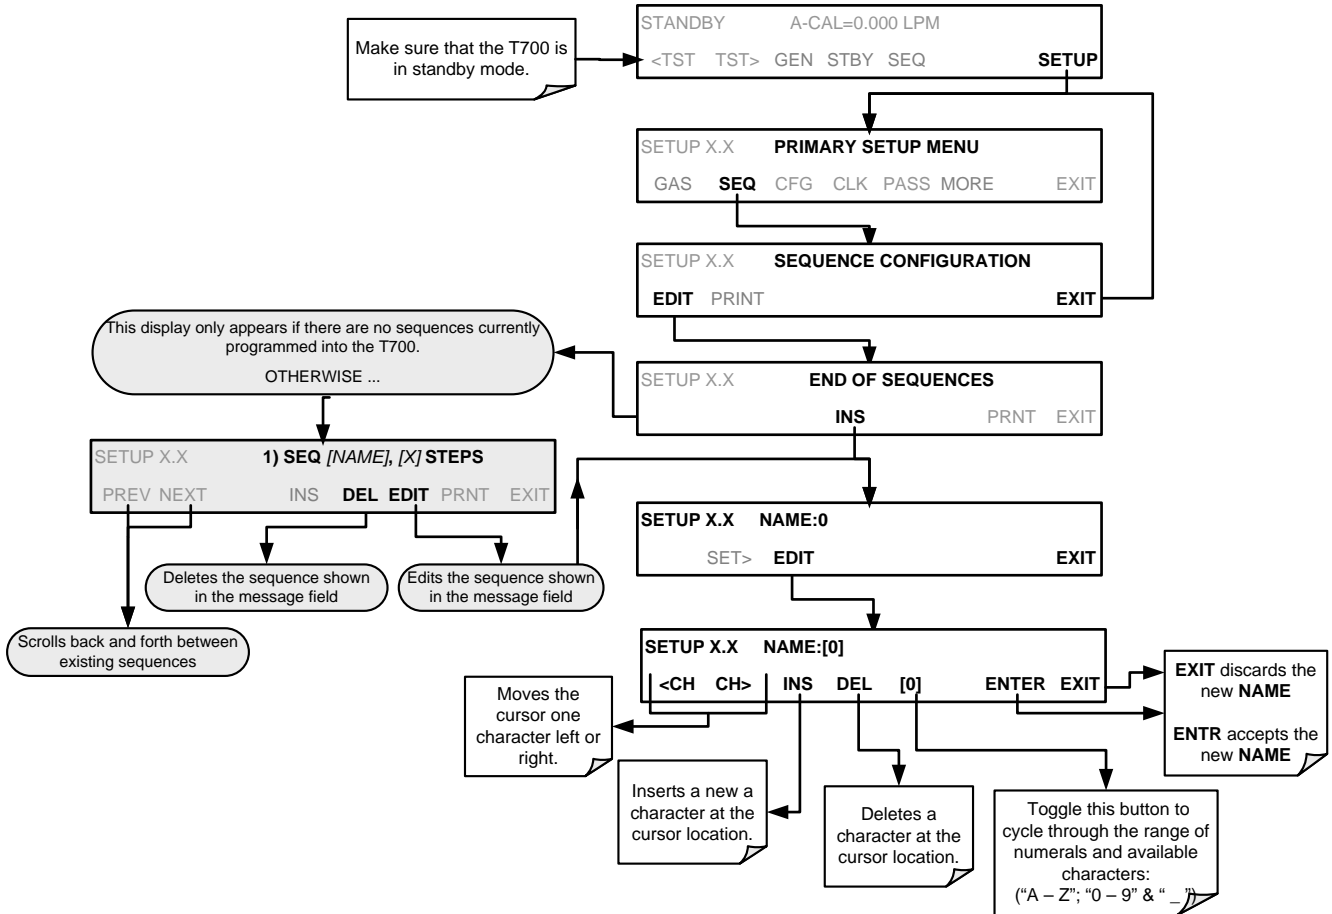 STANDBY A-CAL=0.000 LPM
<TST TST> GEN STBY SEQ SETUP
Make sure that the T700 is
in standby mode.
SETUP X.X PRIMARY SETUP MENU
GAS SEQ CFG CLK PASS MORE EXIT
SETUP X.X SEQUENCE CONFIGURATION
EDIT PRINT EXIT
This display only appears if there are no sequences currently
programmed into the T700.
OTHERWISE ...
SETUP X.X END OF SEQUENCES
INS PRNT EXIT
SETUP X.X 1) SEQ [NAME], [X] STEPS
PREV NEXT INS DEL EDIT PRNT EXIT
Deletes the sequence shown
in the message field
Edits the sequence shown
in the message field
Scrolls back and forth between
existing sequences
SETUP X.X NAME:0
SET> EDIT EXIT
SETUP X.X NAME:[0]
<CH CH> INS DEL [0] ENTER EXIT
EXIT discards the
new NAME
ENTR accepts the
new NAME
Moves the
cursor one
character left or
right.
Inserts a new a
character at the
cursor location.
Deletes a
character at the
cursor location.
Toggle this button to
cycle through the range of
numerals and available
characters:
(“A – Z”; “0 – 9” & “ _ ”)